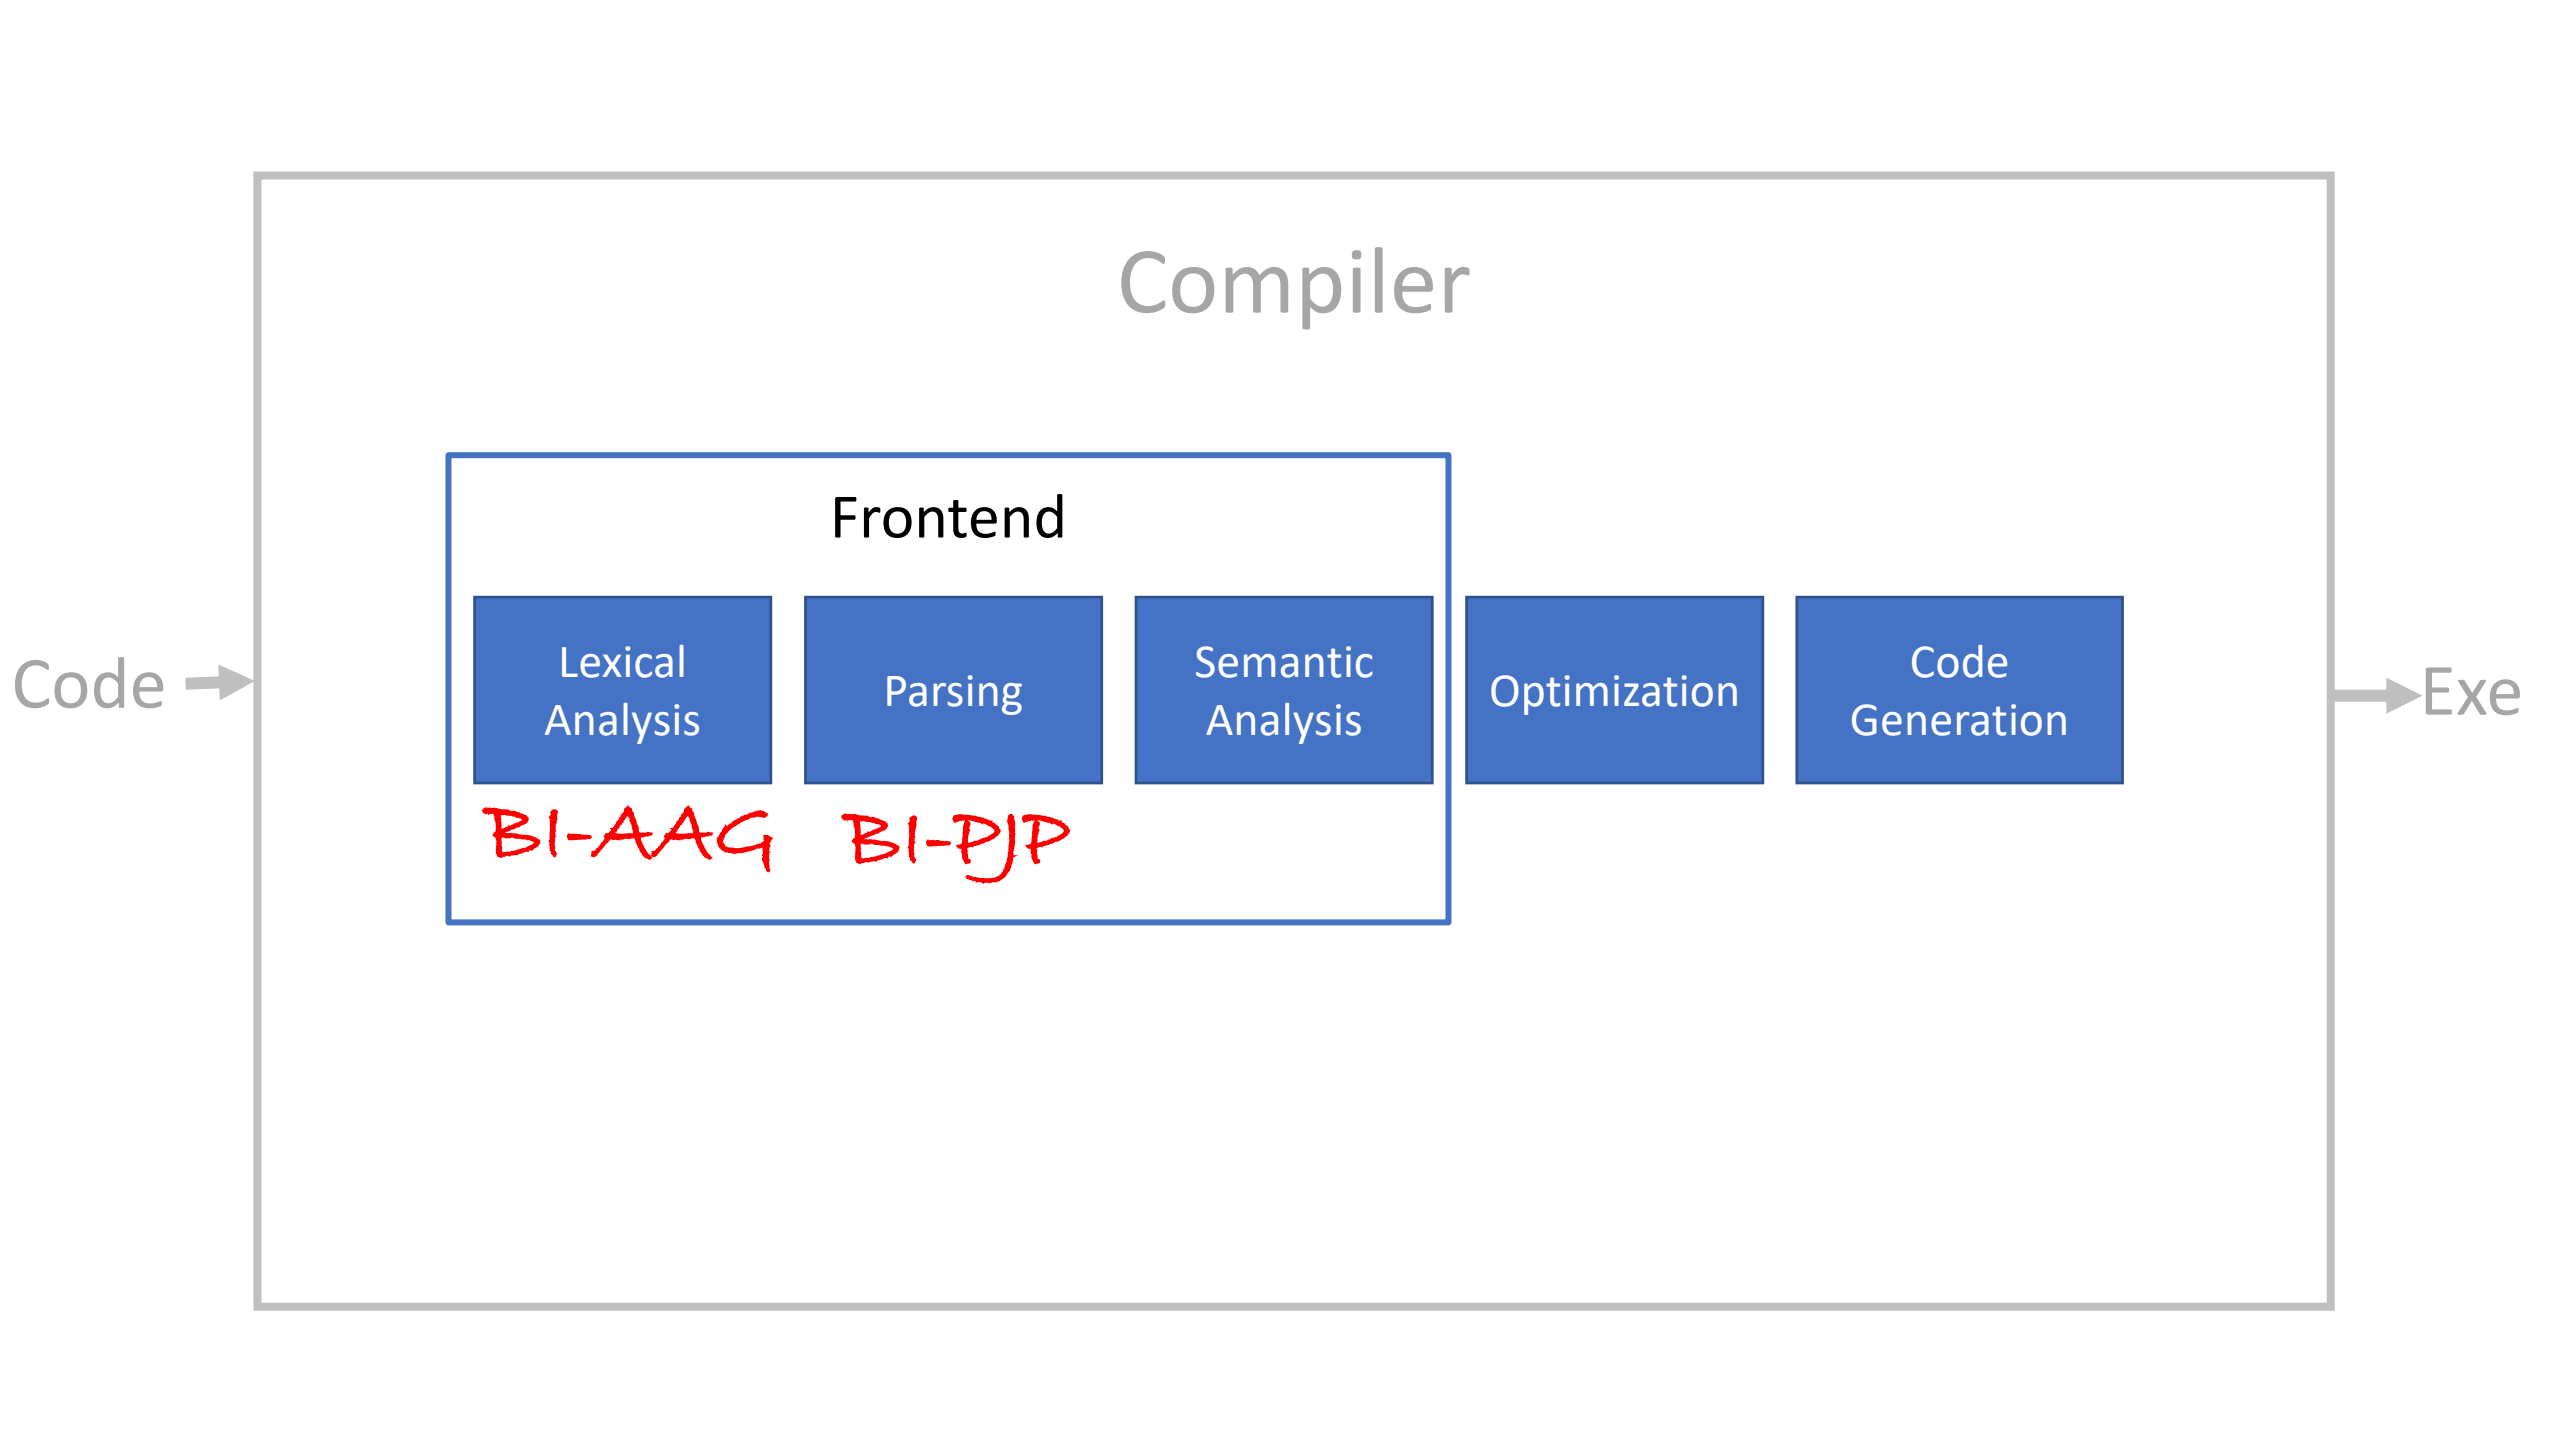 Compiler
Frontend
Code
Lexical
Analysis
Parsing
Semantic
Analysis
Optimization
Code
Generation
Exe
BI-AAG
BI-PJP